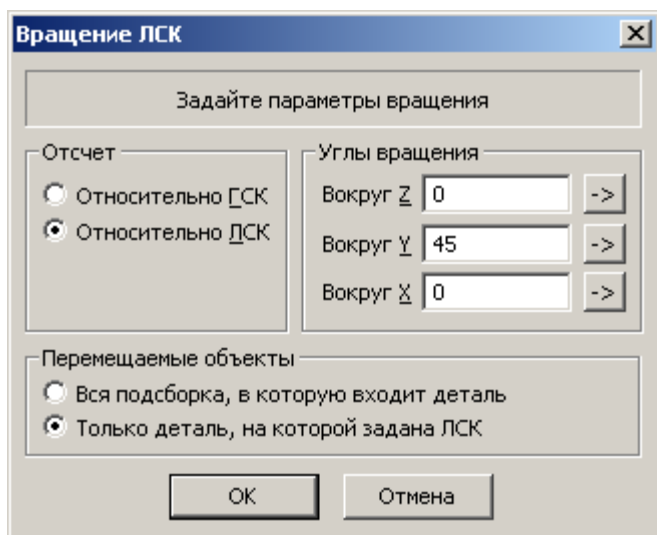 Вращение ЛСК
Задайте параметры вращения
Отсчет
Относительно ГСК
Относительно ЛСК
Углы вращения
Вокруг Z 0 ->
Вокруг Y 45 ->
Вокруг X 0 ->
Перемещаемые объекты
Вся подсборка, в которую входит деталь
Только деталь, на которой задана ЛСК
ОК Отмена